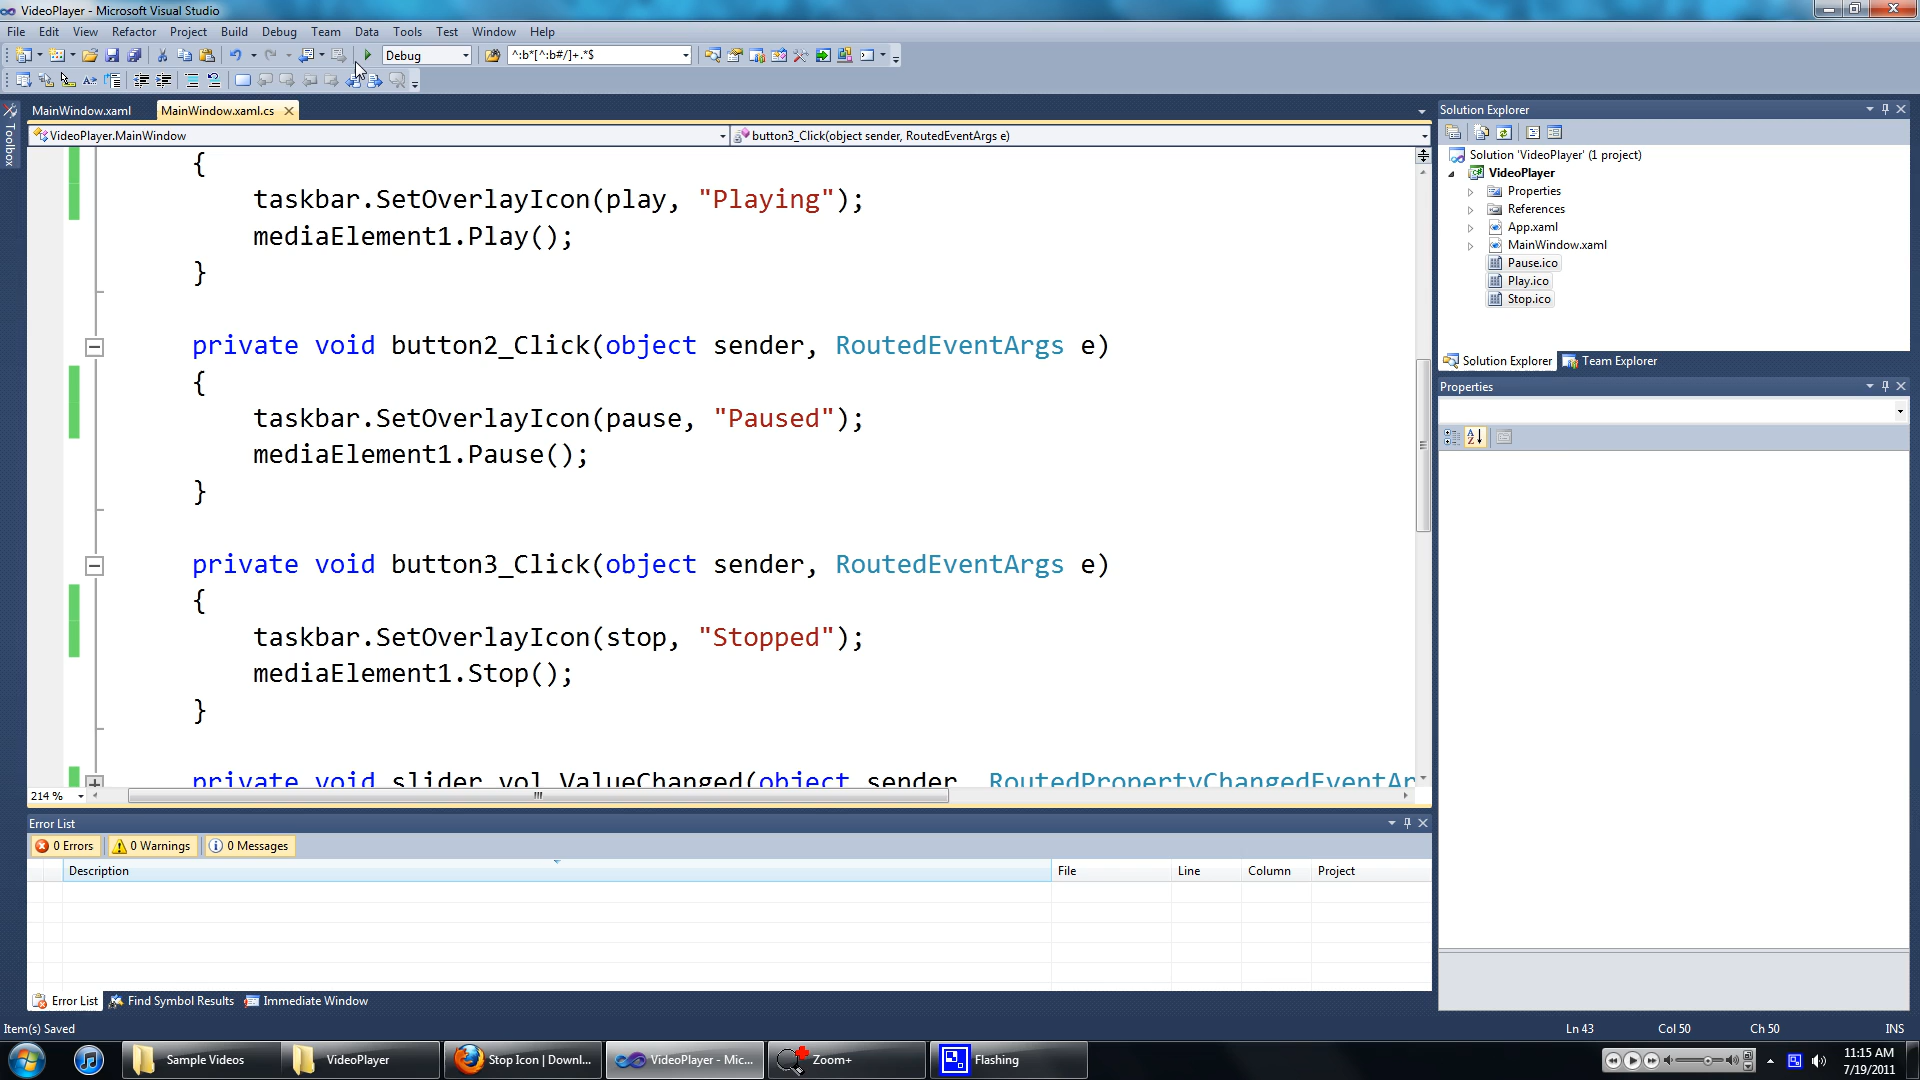 VideoPlayer - Microsoft Visual Studio
File Edit View Refactor Project Build Debug Team Data Tools Test Window Help
Debug ^:b*[^:b#/]+.*$
MainWindow.xaml MainWindow.xaml.cs
Toolbox
VideoPlayer.MainWindow button3_Click(object sender, RoutedEventArgs e)
{
taskbar.SetOverlayIcon(play, "Playing");
mediaElement1.Play();
}
private void button2_Click(object sender, RoutedEventArgs e)
{
taskbar.SetOverlayIcon(pause, "Paused");
mediaElement1.Pause();
}
private void button3_Click(object sender, RoutedEventArgs e)
{
taskbar.SetOverlayIcon(stop, "Stopped");
mediaElement1.Stop();
}
private void slider_vol_ValueChanged(object sender, RoutedPropertyChangedEventAr
214 %
Solution Explorer
Solution 'VideoPlayer' (1 project)
VideoPlayer
Properties
References
App.xaml
MainWindow.xaml
Pause.ico
Play.ico
Stop.ico
Solution Explorer Team Explorer
Properties
Error List
0 Errors 0 Warnings 0 Messages
Description File Line Column Project
Error List Find Symbol Results Immediate Window
Item(s) Saved Ln 43 Col 50 Ch 50 INS
Sample Videos VideoPlayer Stop Icon | Downl... VideoPlayer - Mic... Zoom+ Flashing
11:15 AM
7/19/2011